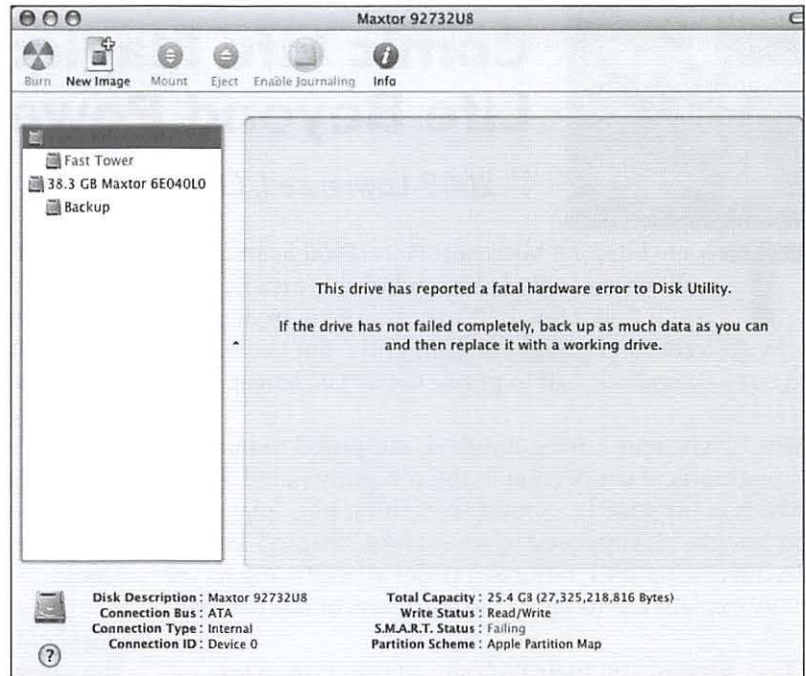 Maxtor 92732U8
Burn
New Image
Mount
Eject
Enable Journaling
Info
Fast Tower
38.3 GB Maxtor 6E040L0
Backup
This drive has reported a fatal hardware error to Disk Utility.
If the drive has not failed completely, back up as much data as you can
and then replace it with a working drive.
Disk Description : Maxtor 92732U8
Connection Bus : ATA
Connection Type : Internal
Connection ID : Device 0
Total Capacity : 25.4 GB (27,325,218,816 Bytes)
Write Status : Read/Write
S.M.A.R.T. Status : Failing
Partition Scheme : Apple Partition Map
?